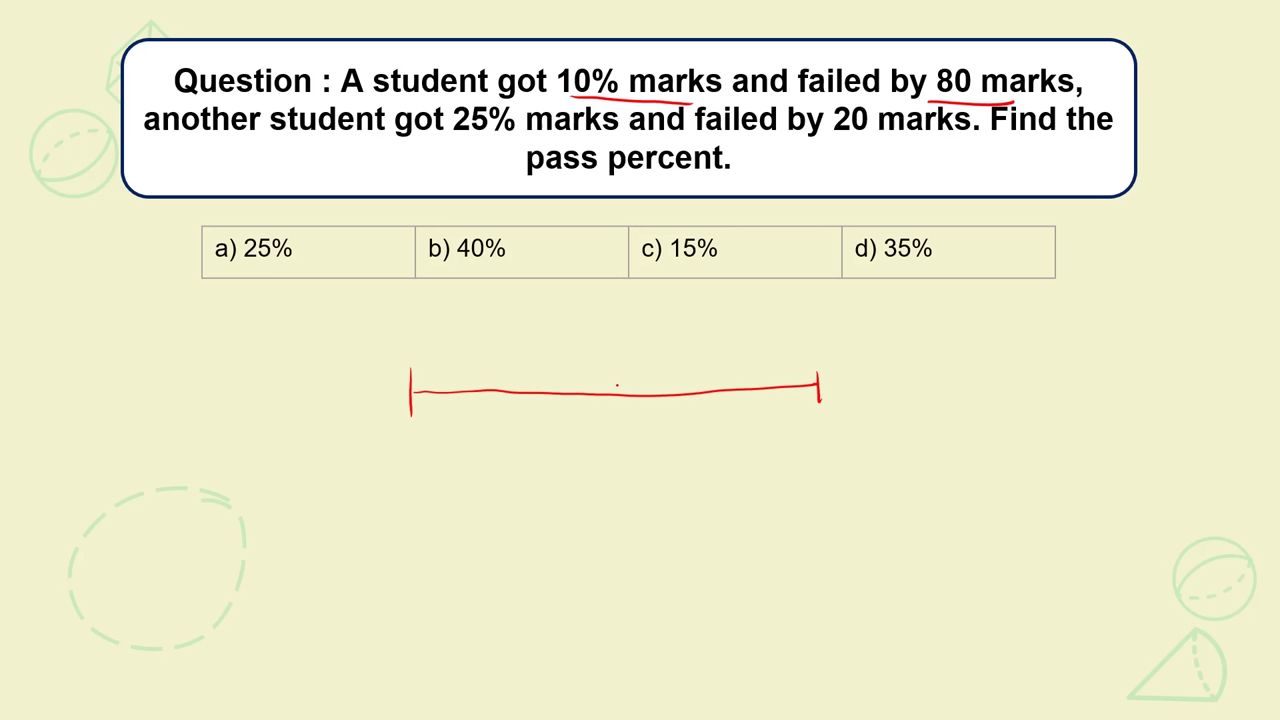 Question : A student got 10% marks and failed by 80 marks,
another student got 25% marks and failed by 20 marks. Find the
pass percent.
a) 25%
b) 40%
c) 15%
d) 35%